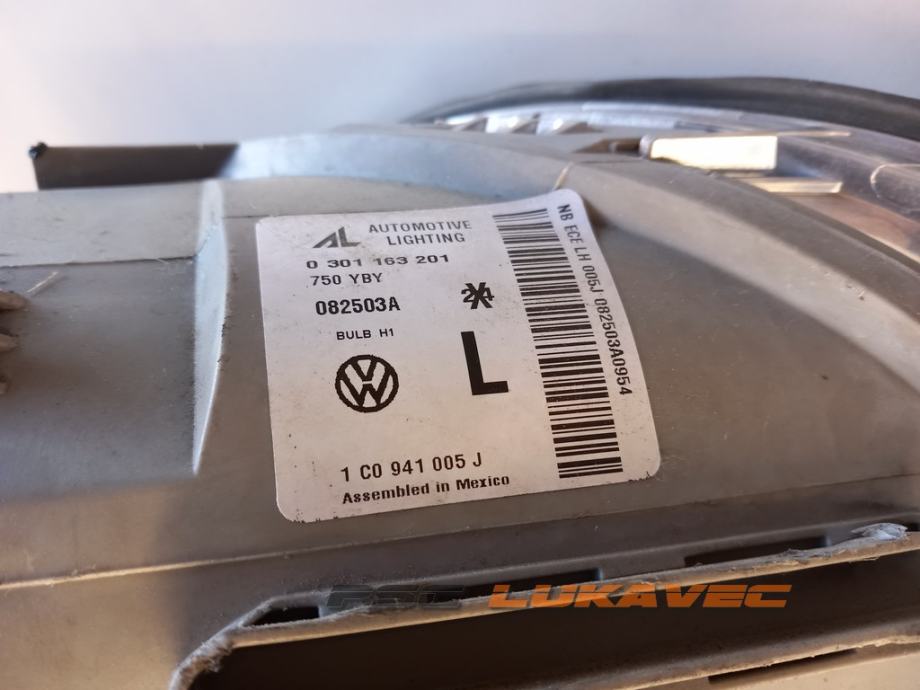 AL AUTOMOTIVE
LIGHTING
0 301 163 201
750 YBY
082503A
BULB H1
L
1 C0 941 005 J
Assembled in Mexico
NB ECE LH 005J 082503A0954
LUKAVEC